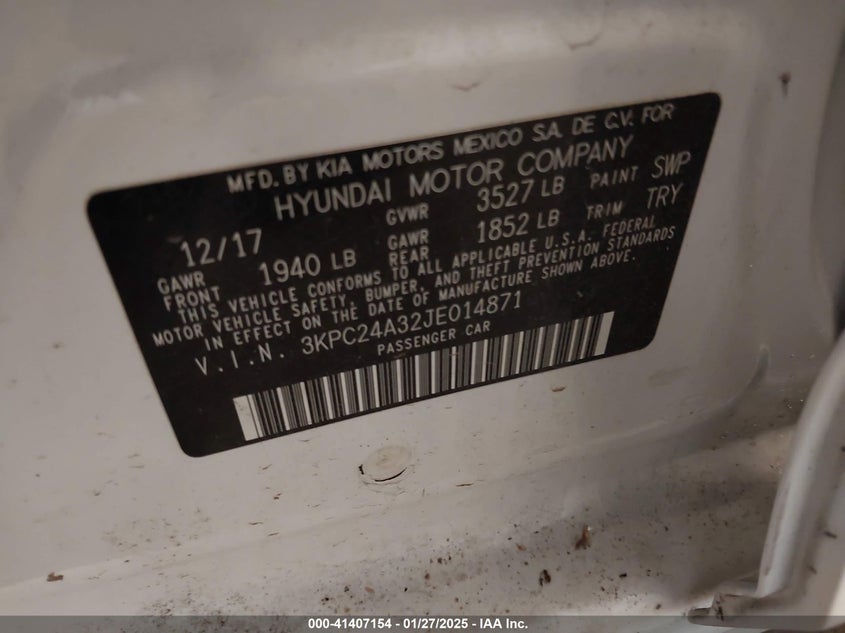 MFD. BY KIA MOTORS MEXICO S.A. DE C.V. FOR
HYUNDAI MOTOR COMPANY
12/17 GVWR 3527 LB PAINT SWP
GAWR FRONT 1940 LB GAWR REAR 1852 LB TRIM TRY
THIS VEHICLE CONFORMS TO ALL APPLICABLE U.S.A. FEDERAL
MOTOR VEHICLE SAFETY, BUMPER, AND THEFT PREVENTION STANDARDS
IN EFFECT ON THE DATE OF MANUFACTURE SHOWN ABOVE.
V.I.N. 3KPC24A32JE014871
PASSENGER CAR
000-41407154 - 01/27/2025 - IAA Inc.